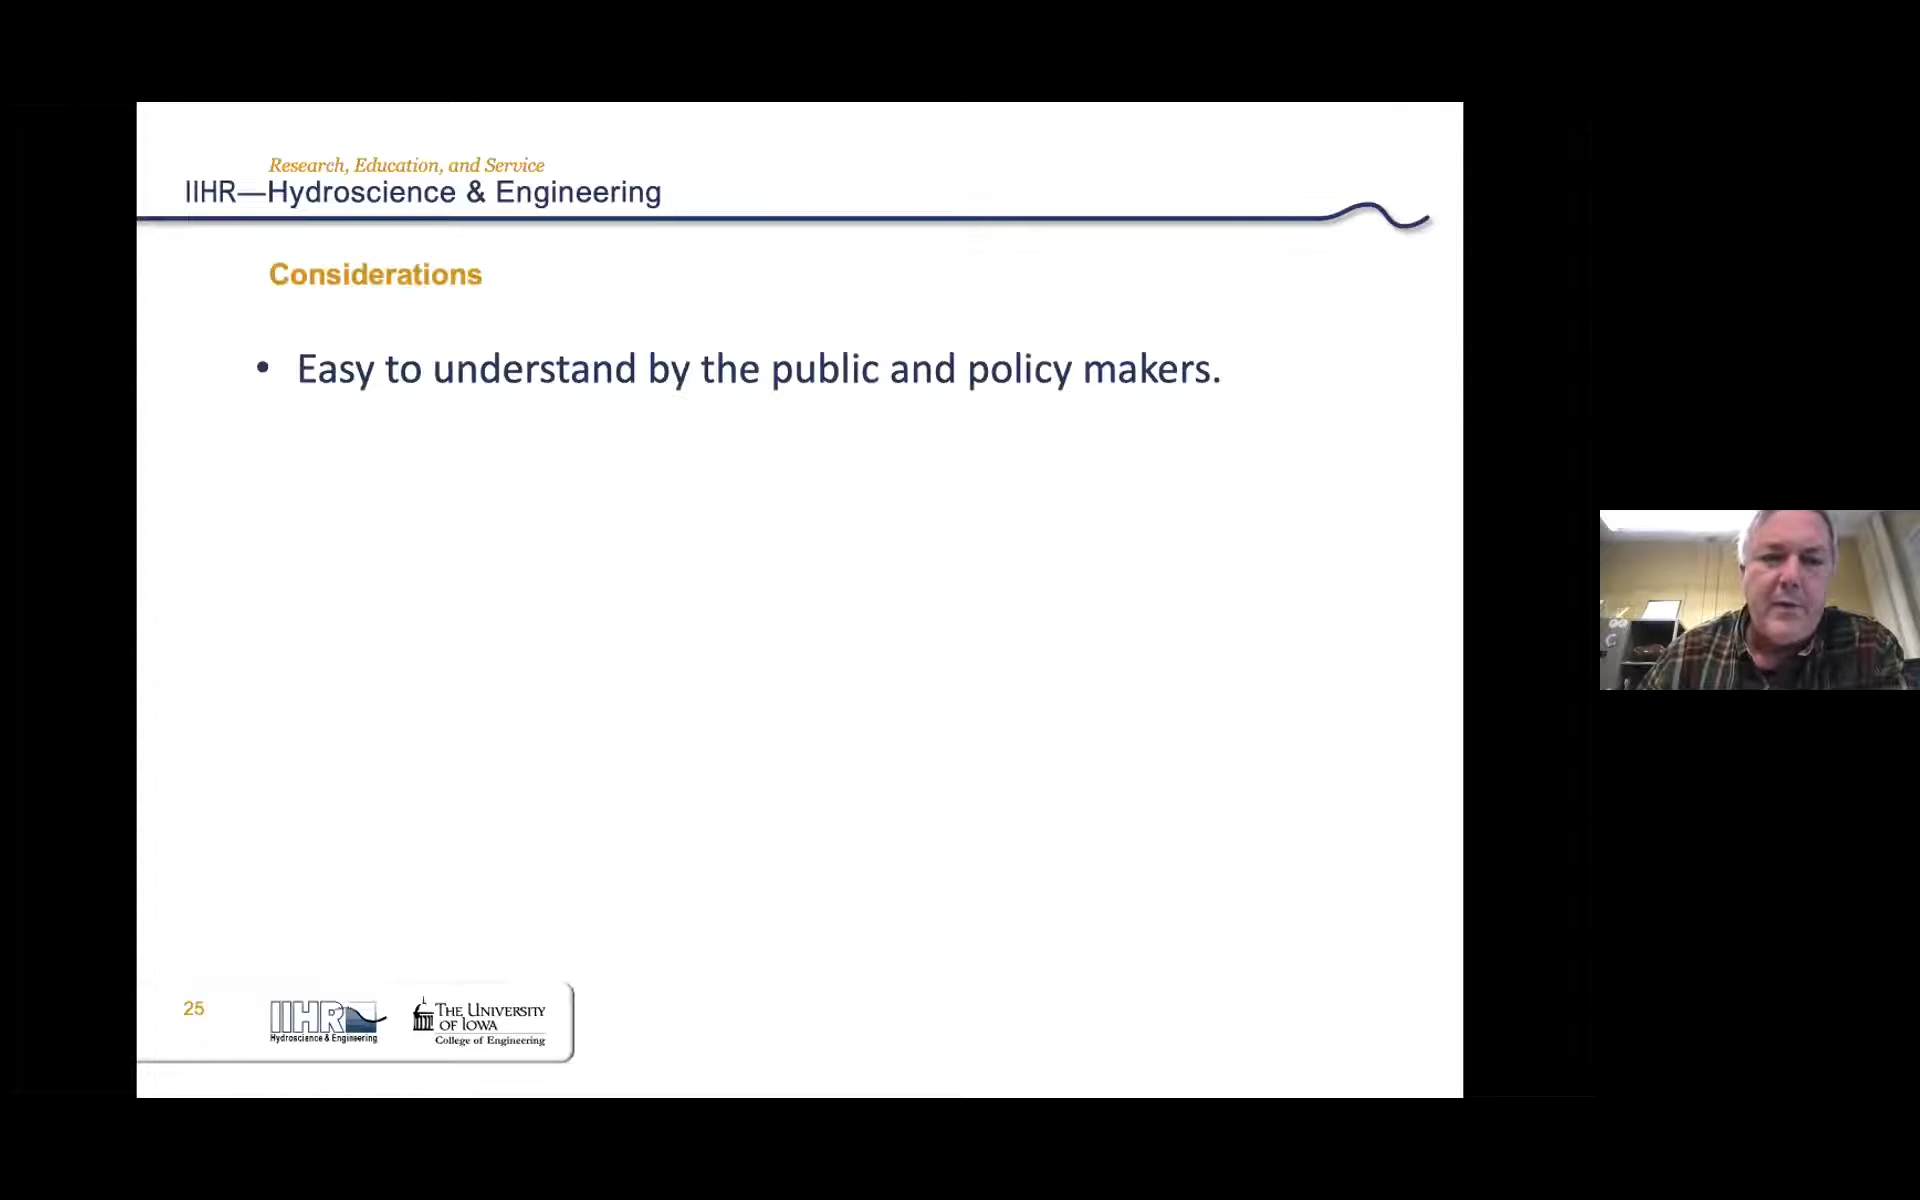 Research, Education, and Service
IIHR—Hydroscience & Engineering
Considerations
• Easy to understand by the public and policy makers.
25
IIHR
Hydroscience & Engineering
THE UNIVERSITY
OF IOWA
College of Engineering